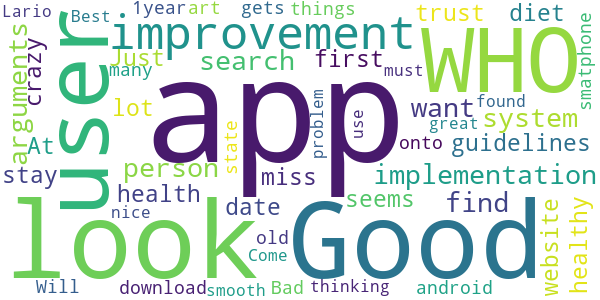 Lario Best 1year art gets things trust diet
crazy user improvement WHO
Just search first
arguments many must smatphone
lot app want found
At state problem use system
great
stay person miss onto guidelines
health seems implementation
nice date find website healthy
look Good
old
Come
Will download smooth Bad thinking android